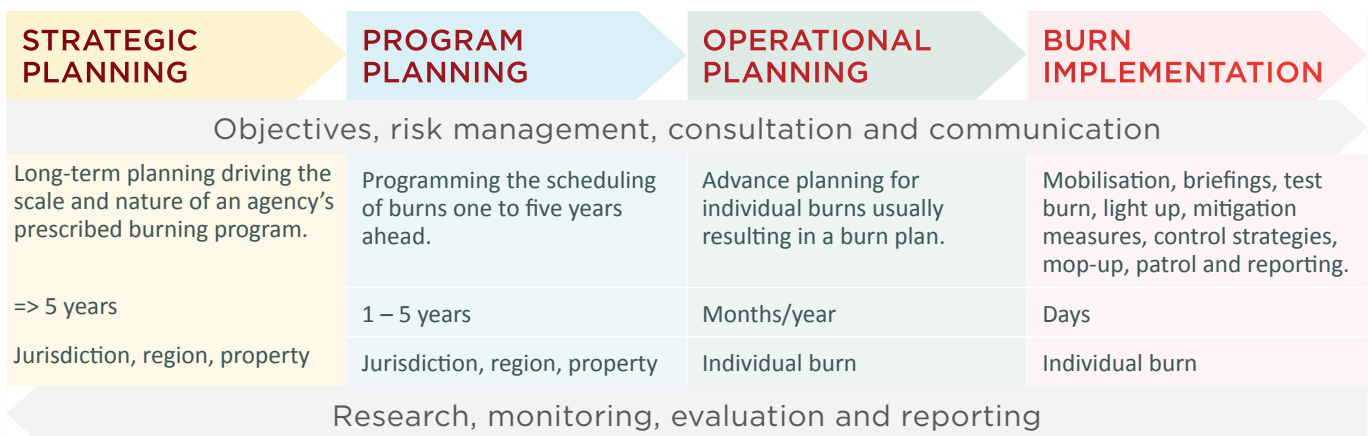 STRATEGIC
PLANNING
PROGRAM
PLANNING
OPERATIONAL
PLANNING
BURN
IMPLEMENTATION
Objectives, risk management, consultation and communication
Long-term planning driving the
scale and nature of an agency’s
prescribed burning program.
Programming the scheduling
of burns one to five years
ahead.
Advance planning for
individual burns usually
resulting in a burn plan.
Mobilisation, briefings, test
burn, light up, mitigation
measures, control strategies,
mop-up, patrol and reporting.
=> 5 years
1 – 5 years
Months/year
Days
Jurisdiction, region, property
Jurisdiction, region, property
Individual burn
Individual burn
Research, monitoring, evaluation and reporting